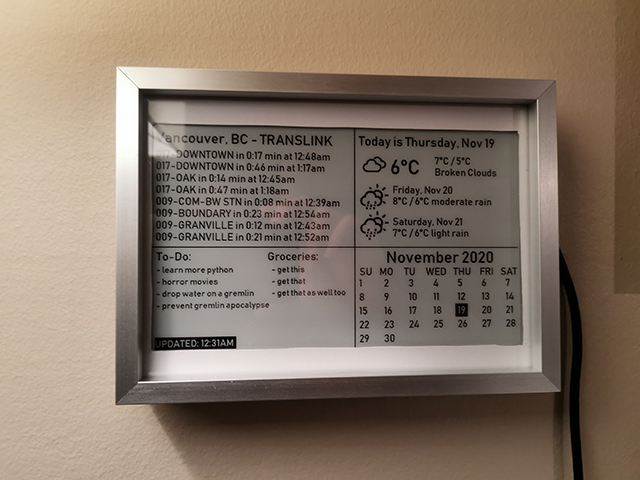 Vancouver, BC - TRANSLINK
017-DOWNTOWN in 0:17 min at 12:48am
017-DOWNTOWN in 0:46 min at 1:17am
017-OAK in 0:14 min at 12:45am
017-OAK in 0:47 min at 1:18am
009-COM-BW STN in 0:08 min at 12:39am
009-BOUNDARY in 0:23 min at 12:54am
009-GRANVILLE in 0:12 min at 12:43am
009-GRANVILLE in 0:21 min at 12:52am
Today is Thursday, Nov 19
6°C
7°C / 5°C
Broken Clouds
Friday, Nov 20
8°C / 6°C moderate rain
Saturday, Nov 21
7°C / 6°C light rain
To-Do:
- learn more python
- horror movies
- drop water on a gremlin
- prevent gremlin apocalypse
Groceries:
- get this
- get that
- get that as well too
UPDATED: 12:31AM
November 2020
SU MO TU WED THU FRI SAT
1 2 3 4 5 6 7
8 9 10 11 12 13 14
15 16 17 18 19 20 21
22 23 24 25 26 27 28
29 30